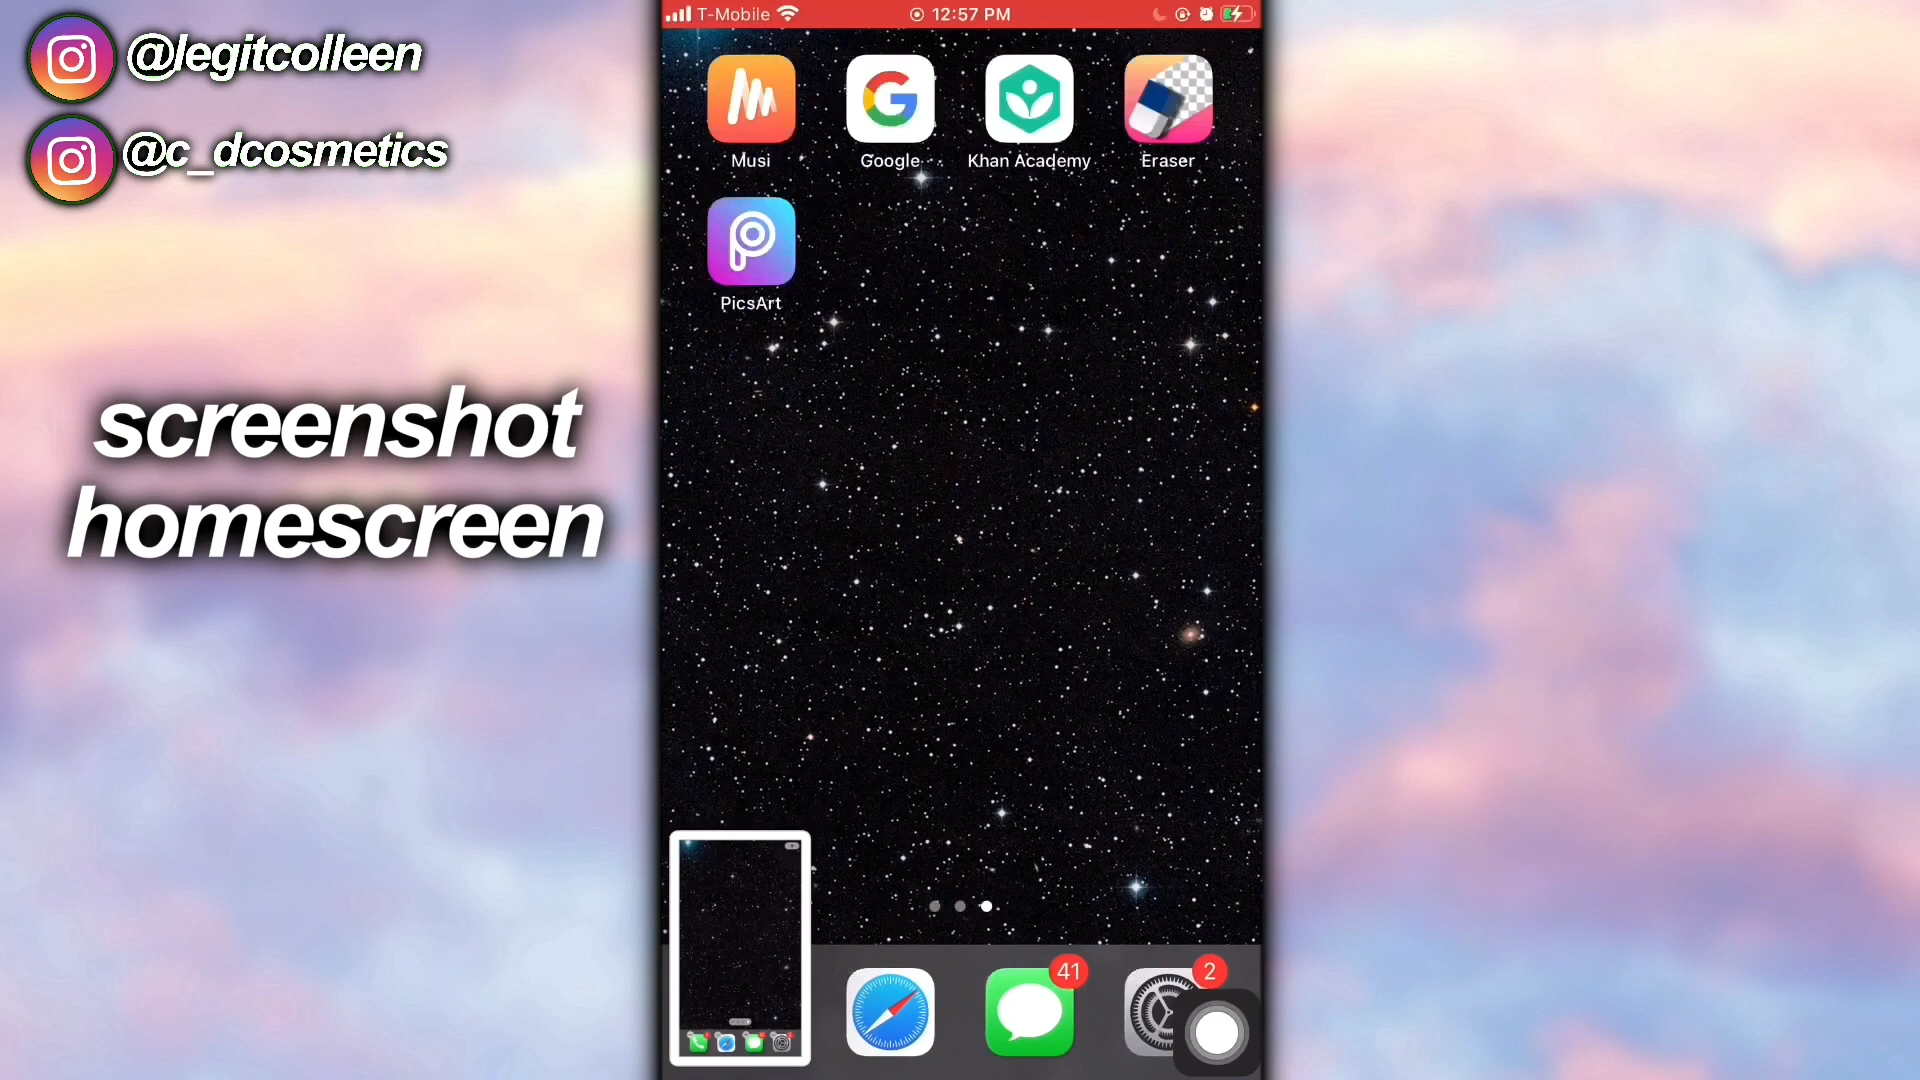 @legitcolleen
@c_dcosmetics
screenshot
homescreen
T-Mobile
12:57 PM
Musi
Google
Khan Academy
Eraser
PicsArt
41
2